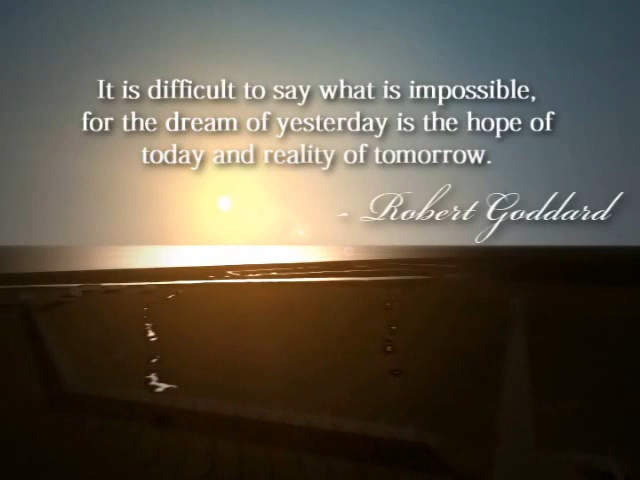 It is difficult to say what is impossible,
for the dream of yesterday is the hope of
today and reality of tomorrow.
- Robert Goddard